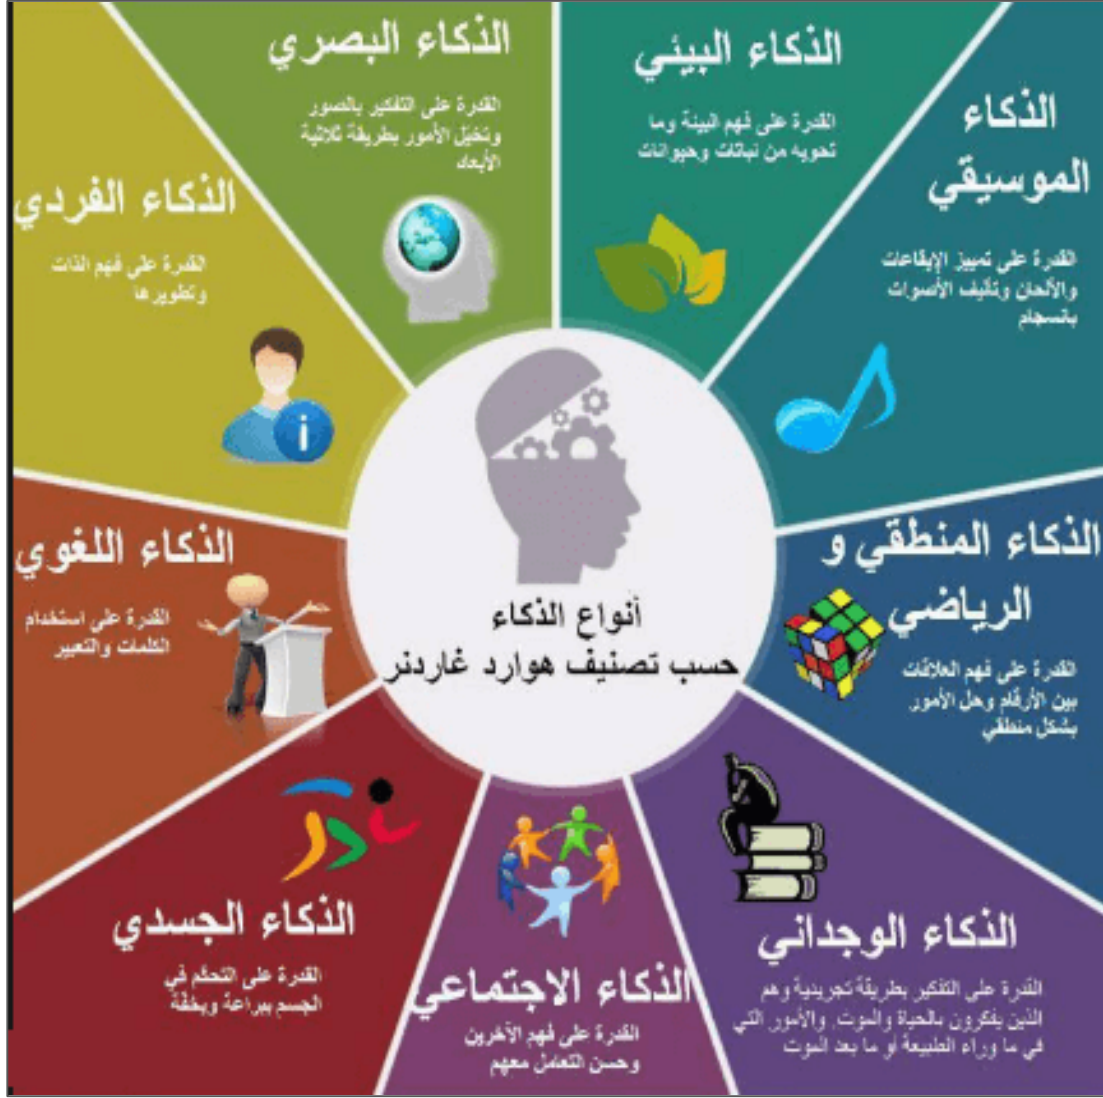 الذكاء البصري
القدرة على التفكير بالصور
وتخيّل الأمور بطريقة ثلاثية
الأبعاد
الذكاء البيئي
القدرة على فهم البيئة وما
تحويه من نباتات وحيوانات
الذكاء
الموسيقي
القدرة على تمييز الإيقاعات
والألحان وتأليف الأصوات
بانسجام
الذكاء الفردي
القدرة على فهم الذات
وتطويرها
الذكاء المنطقي و
الرياضي
القدرة على فهم العلاقات
بين الأرقام وحل الأمور
بشكل منطقي
الذكاء اللغوي
القدرة على استخدام
الكلمات والتعبير
أنواع الذكاء
حسب تصنيف هوارد غاردنر
الذكاء الوجداني
القدرة على التفكير بطريقة تجريدية وهم
الذين يفكرون بالحياة والموت. والأمور التي
في ما وراء الطبيعة أو ما بعد الموت
الذكاء الاجتماعي
القدرة على فهم الآخرين
وحسن التعامل معهم
الذكاء الجسدي
القدرة على التحكّم في
الجسم ببراعة وبخفّة